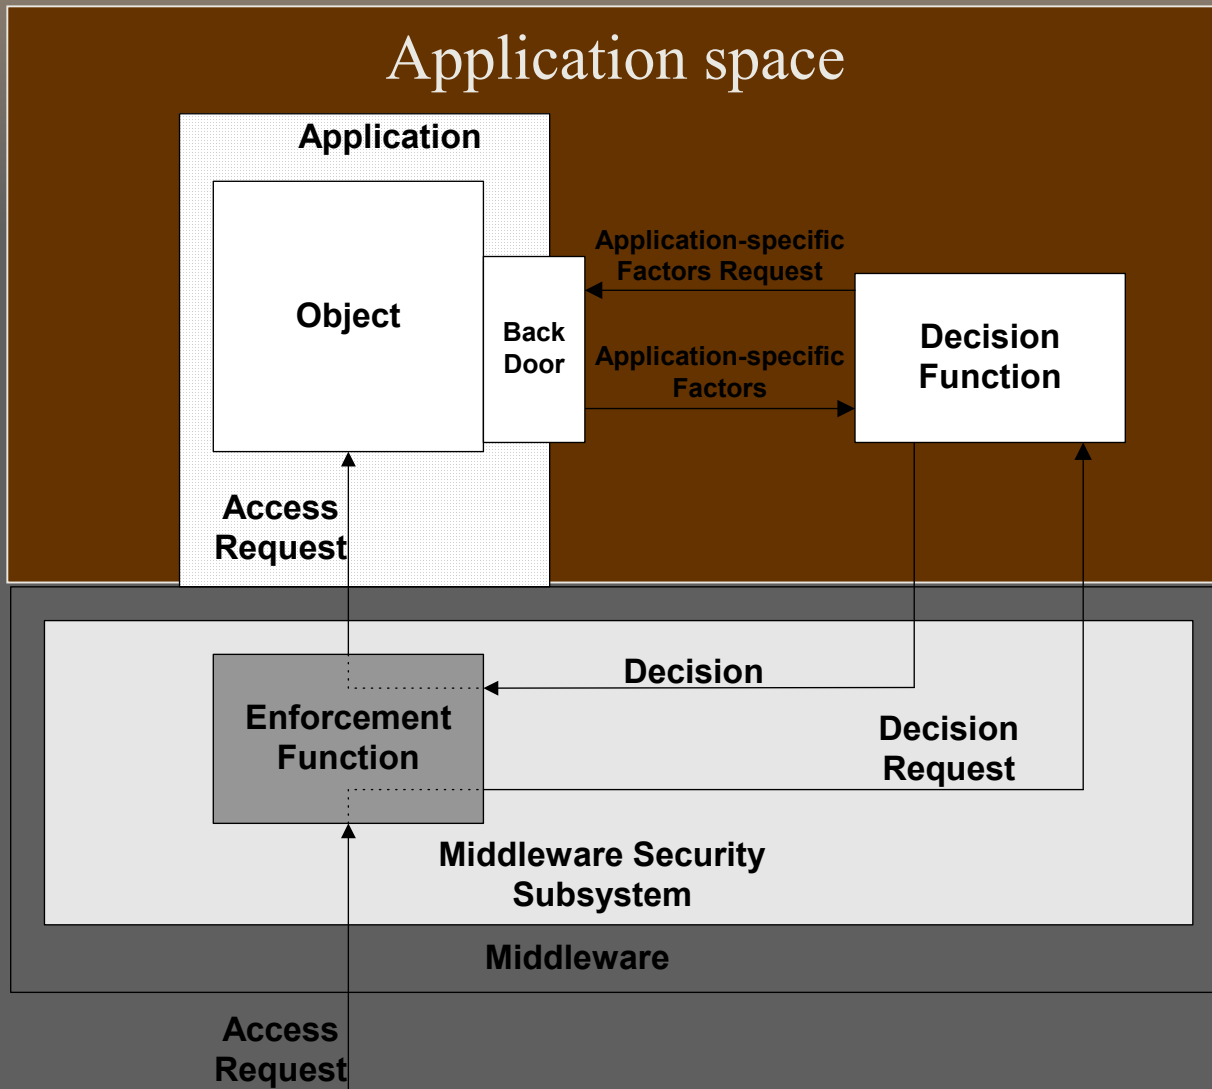 Application space
Application
Object
Back
Door
Application-specific
Factors Request
Application-specific
Factors
Decision
Function
Access
Request
Decision
Enforcement
Function
Decision
Request
Middleware Security
Subsystem
Middleware
Access
Request